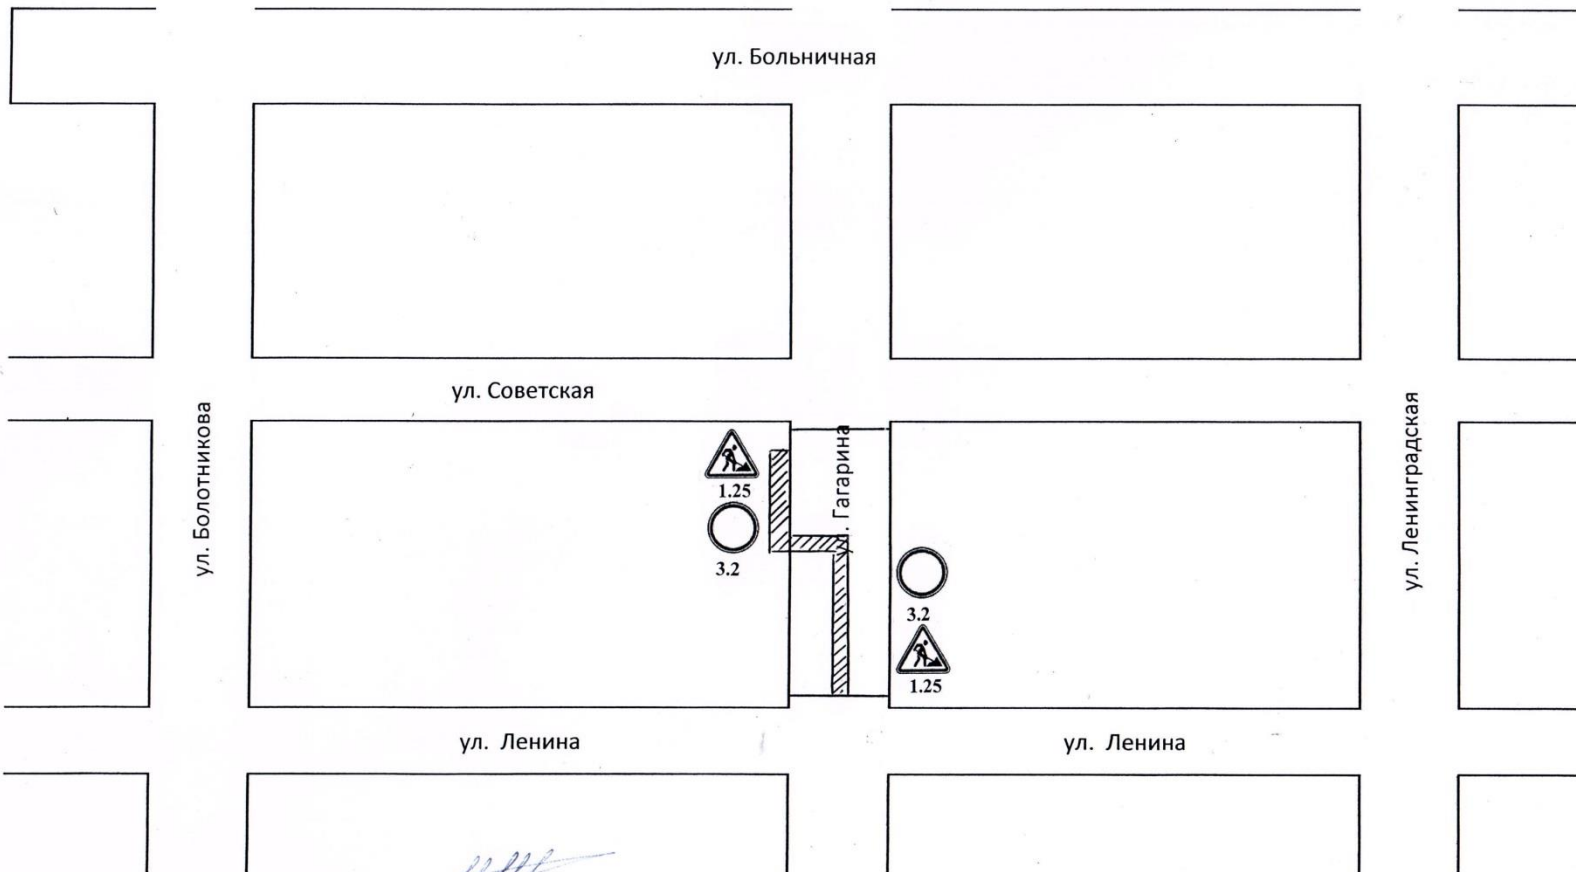 ул. Больничная
ул. Советская
ул. Болотникова
ул. Гагарина
ул. Ленинградская
1.25
3.2
3.2
1.25
ул. Ленина
ул. Ленина